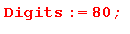 Digits := 80;